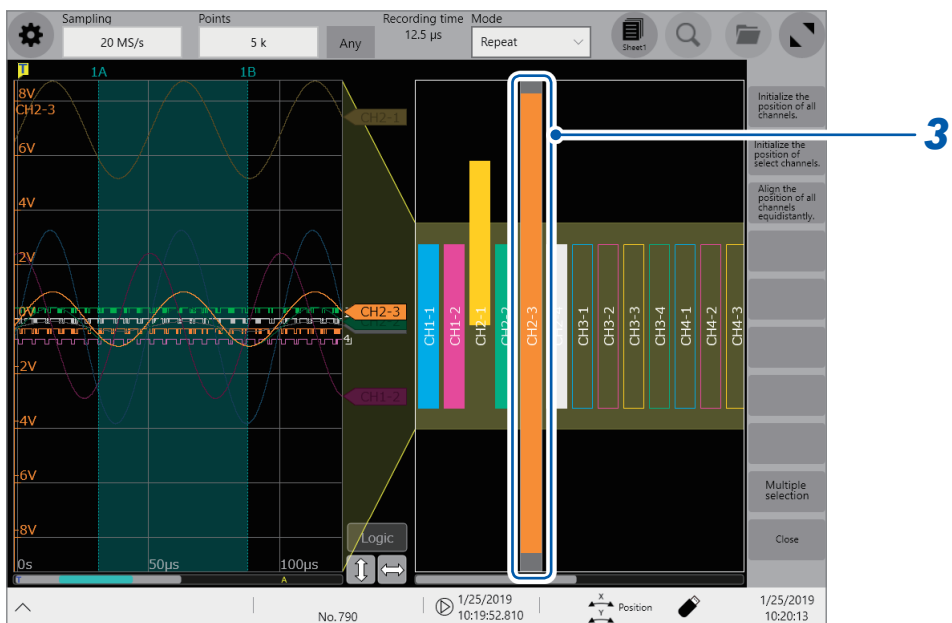 Sampling
20 MS/s
Points
5 k
Any
Recording time
12.5 µs
Mode
Repeat
Sheet1
T
1A
1B
8V
CH2-3
6V
4V
2V
0V
-2V
-4V
-6V
-8V
0s
50µs
100µs
CH2-1
CH2-3
CH2-2
CH1-2
4
Logic
T
A
CH1-1
CH1-2
CH2-1
CH2-2
CH2-3
CH3-1
CH3-2
CH3-3
CH3-4
CH4-1
CH4-2
CH4-3
3
Initialize the
position of all
channels.
Initialize the
position of
select channels.
Align the
position of all
channels
equidistantly.
Multiple
selection
Close
No. 790
1/25/2019
10:19:52.810
X
Y
Position
1/25/2019
10:20:13